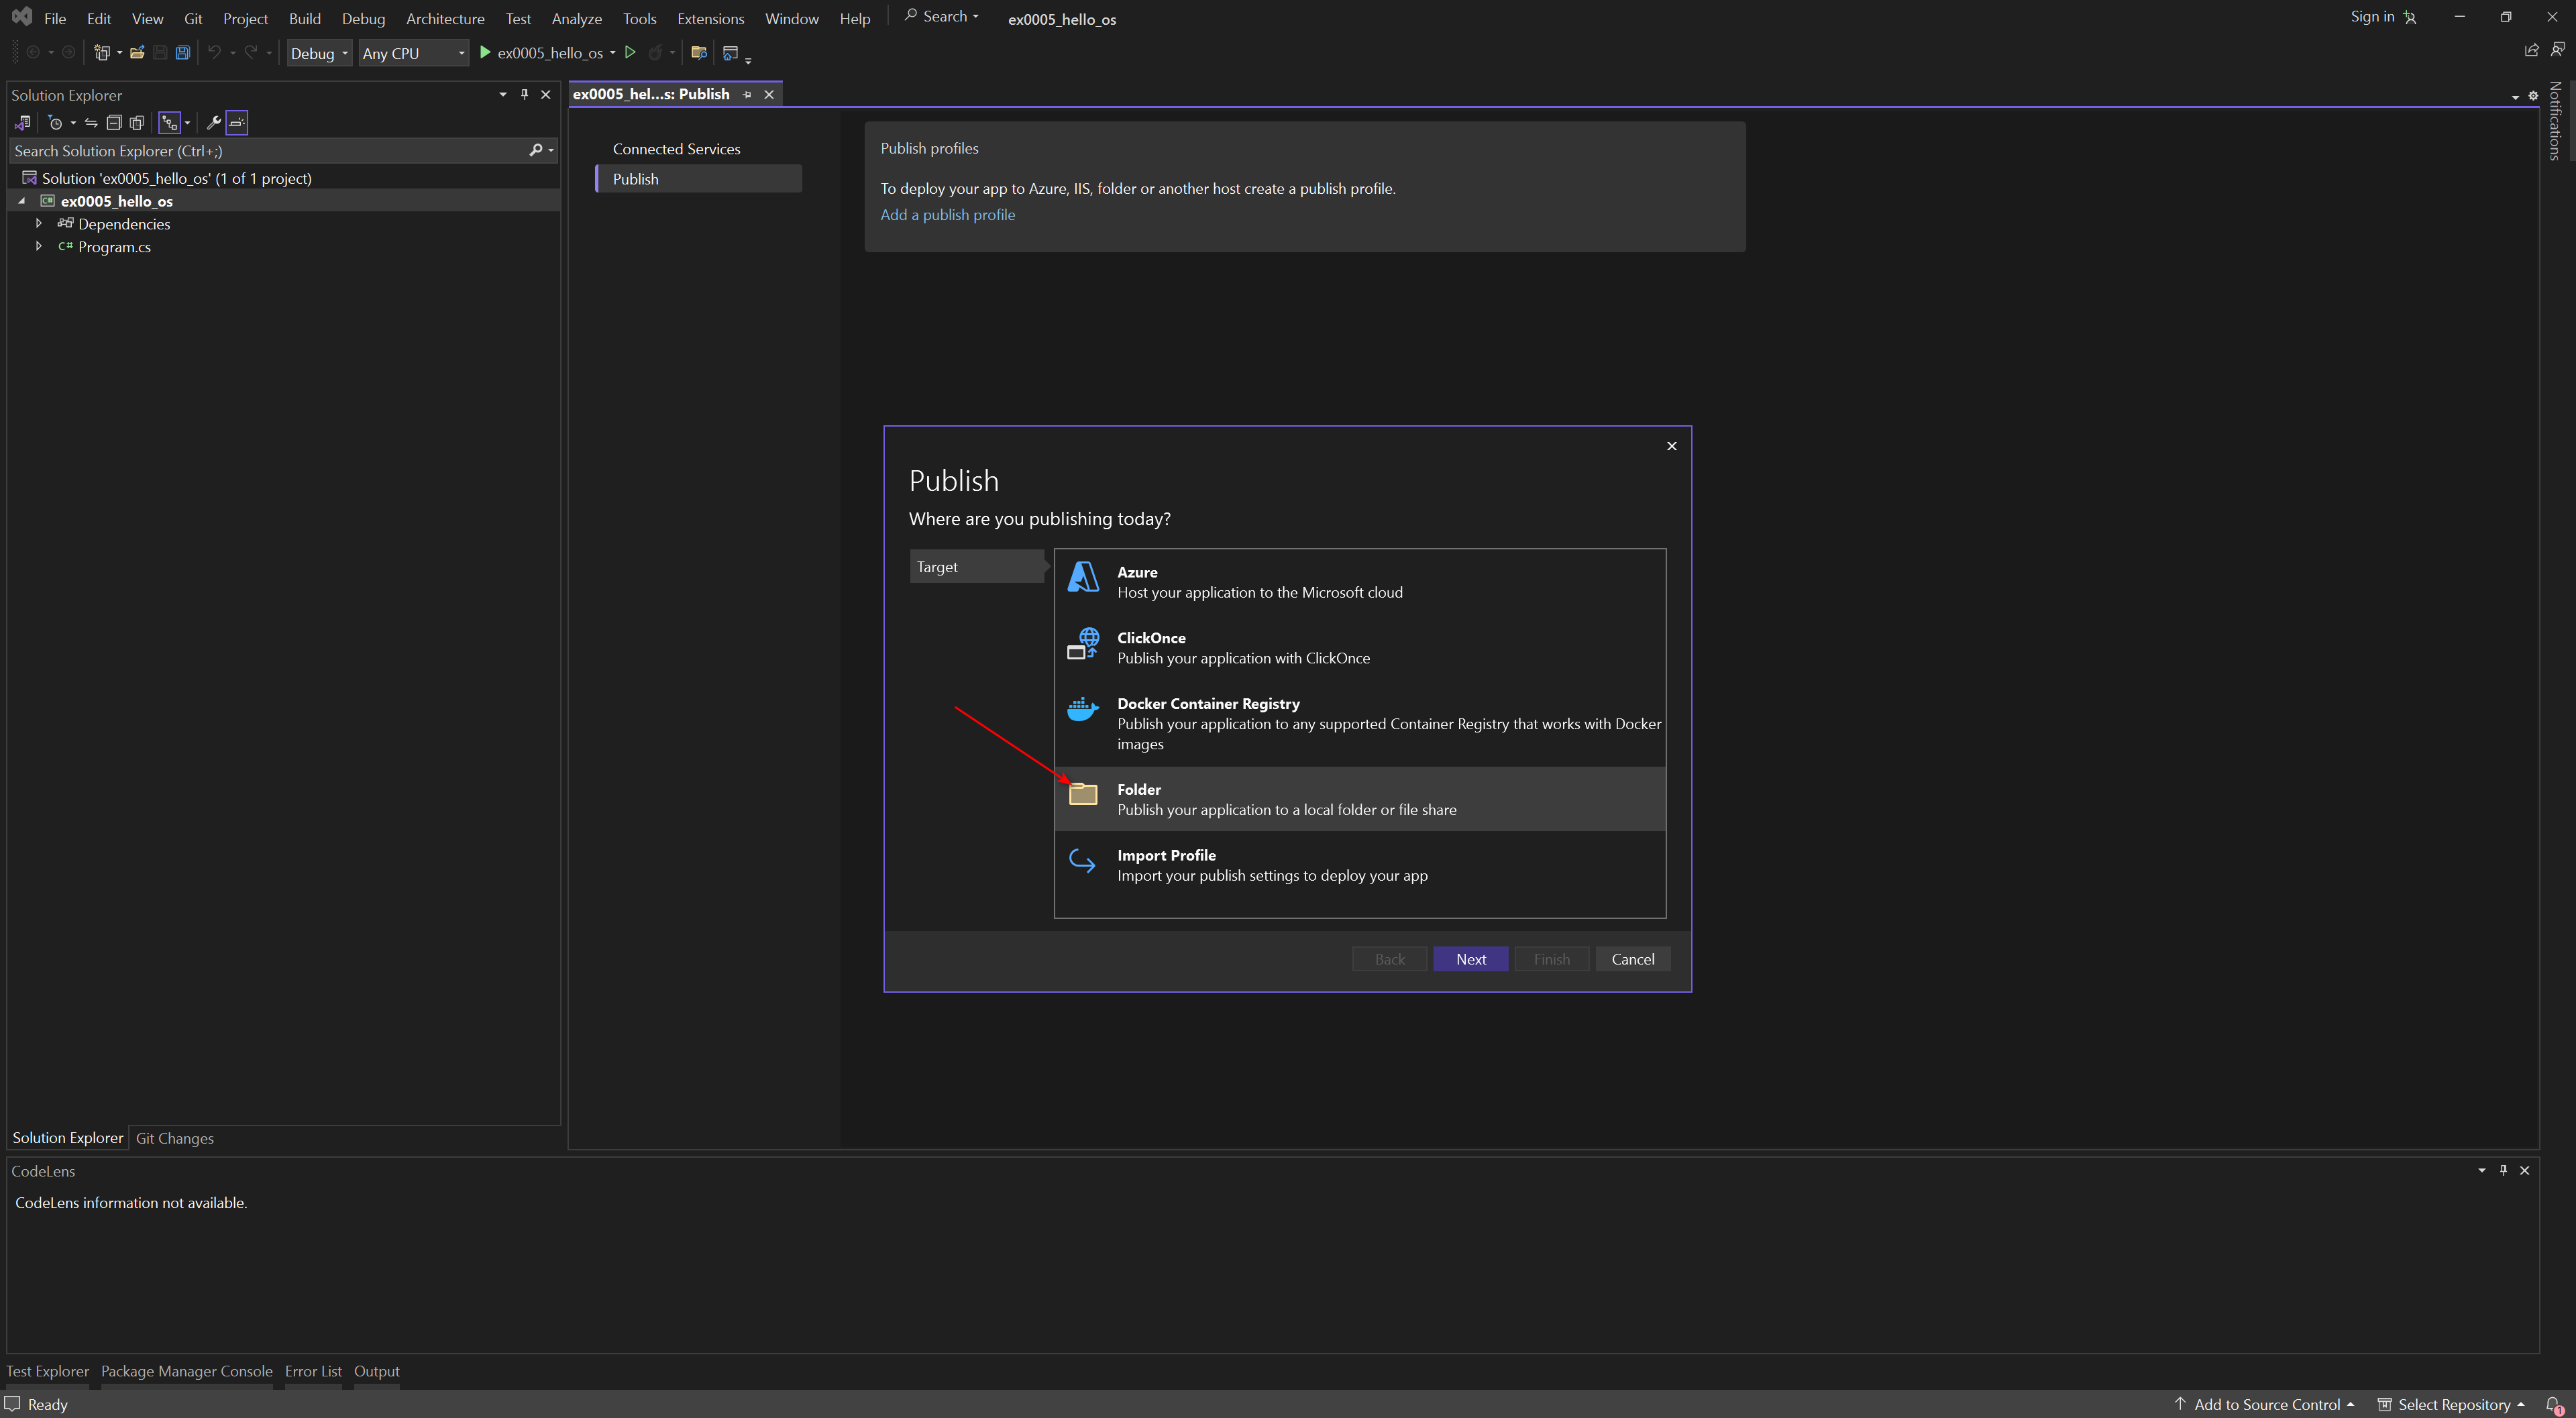 File Edit View Git Project Build Debug Architecture Test Analyze Tools Extensions Window Help Search ex0005_hello_os Sign in
Debug Any CPU ex0005_hello_os
Solution Explorer
ex0005_hel...s: Publish
Notifications
Search Solution Explorer (Ctrl+;)
Solution 'ex0005_hello_os' (1 of 1 project)
C# ex0005_hello_os
Dependencies
C# Program.cs
Connected Services
Publish
Publish profiles
To deploy your app to Azure, IIS, folder or another host create a publish profile.
Add a publish profile
Publish
Where are you publishing today?
Target
Azure
Host your application to the Microsoft cloud
ClickOnce
Publish your application with ClickOnce
Docker Container Registry
Publish your application to any supported Container Registry that works with Docker
images
Folder
Publish your application to a local folder or file share
Import Profile
Import your publish settings to deploy your app
Back Next Finish Cancel
Solution Explorer Git Changes
CodeLens
CodeLens information not available.
Test Explorer Package Manager Console Error List Output
Ready Add to Source Control Select Repository 1